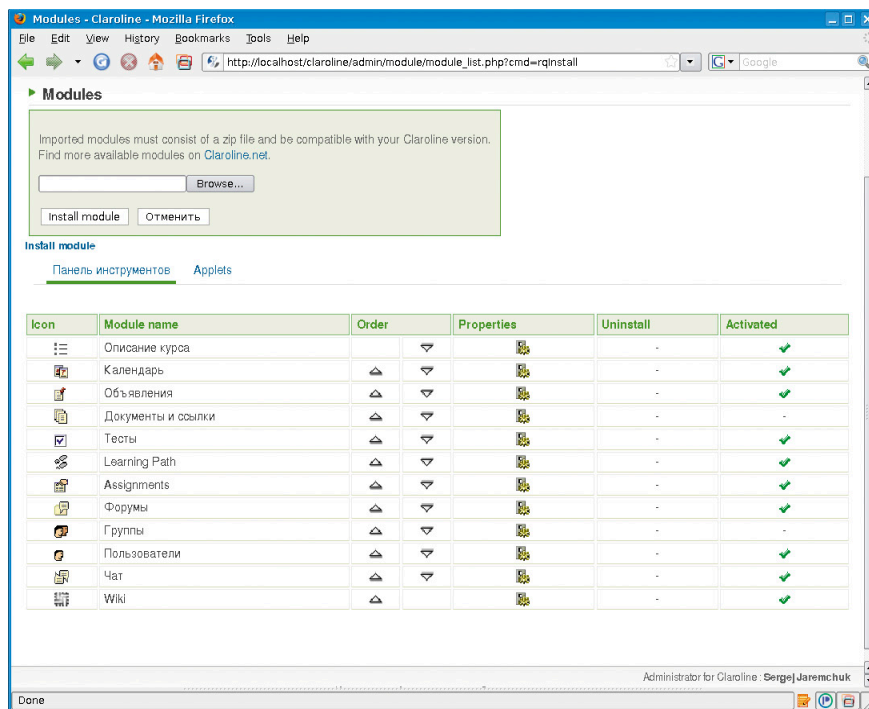 Modules - Claroline - Mozilla Firefox
File Edit View History Bookmarks Tools Help
http://localhost/claroline/admin/module/module_list.php?cmd=rqInstall
Google
Modules
Imported modules must consist of a zip file and be compatible with your Claroline version.
Find more available modules on Claroline.net.
Browse...
Install module Отменить
Install module
Панель инструментов Applets
Icon Module name Order Properties Uninstall Activated
Описание курса -
Календарь -
Объявления -
Документы и ссылки - -
Тесты -
Learning Path -
Assignments -
Форумы -
Группы - -
Пользователи -
Чат -
Wiki -
Administrator for Claroline : Sergej Jaremchuk
Done